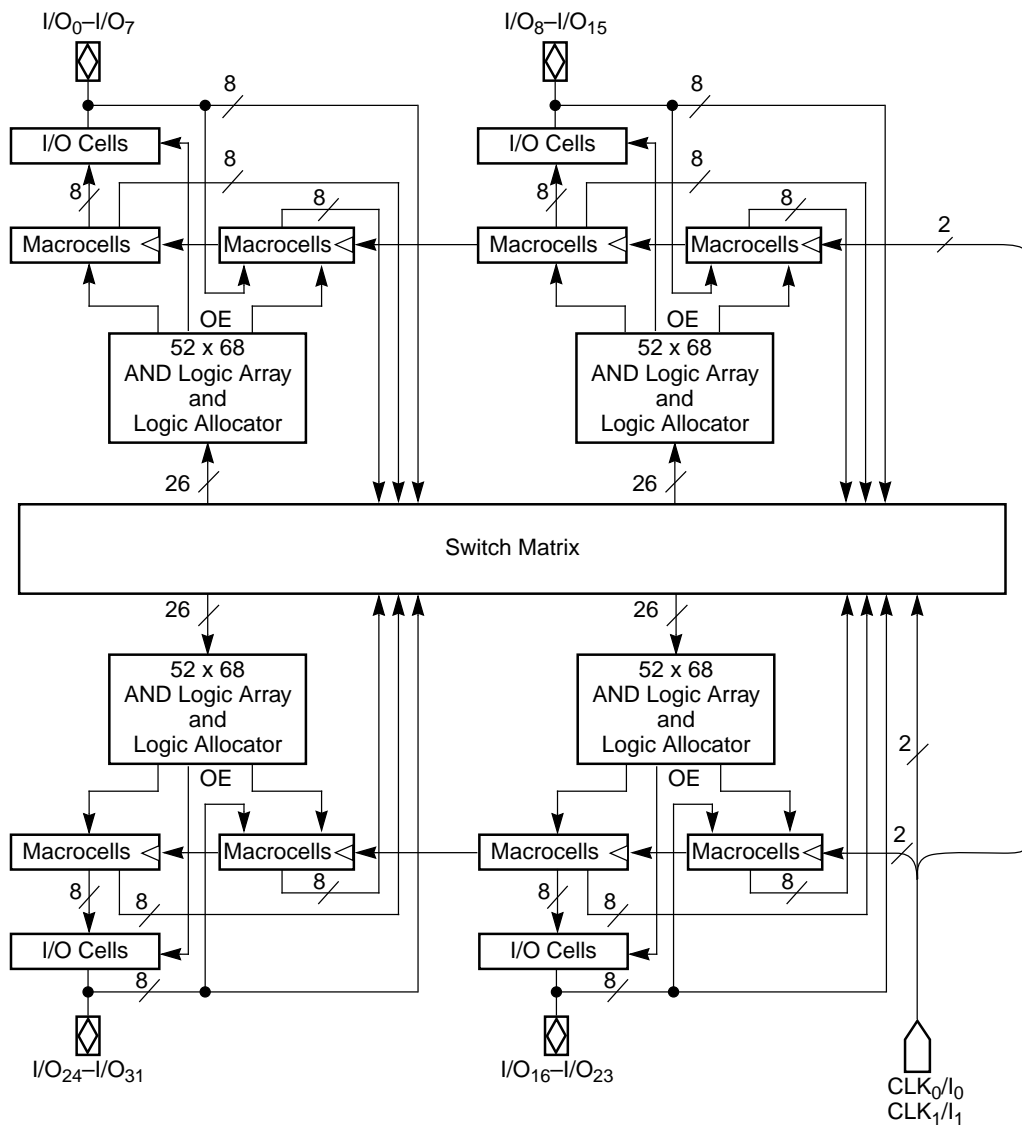 I/O0–I/O7 I/O8–I/O15
8 8
I/O Cells I/O Cells
8 8
8 8 8 8
Macrocells Macrocells Macrocells Macrocells 2
OE OE
52 x 68 52 x 68
AND Logic Array AND Logic Array
and and
Logic Allocator Logic Allocator
26 26
Switch Matrix
26 26
52 x 68 52 x 68
AND Logic Array AND Logic Array
and and
Logic Allocator Logic Allocator
2
OE OE
2
Macrocells Macrocells Macrocells Macrocells
8 8 8 8
8 8
I/O Cells I/O Cells
8 8
I/O24–I/O31 I/O16–I/O23
CLK0/I0
CLK1/I1